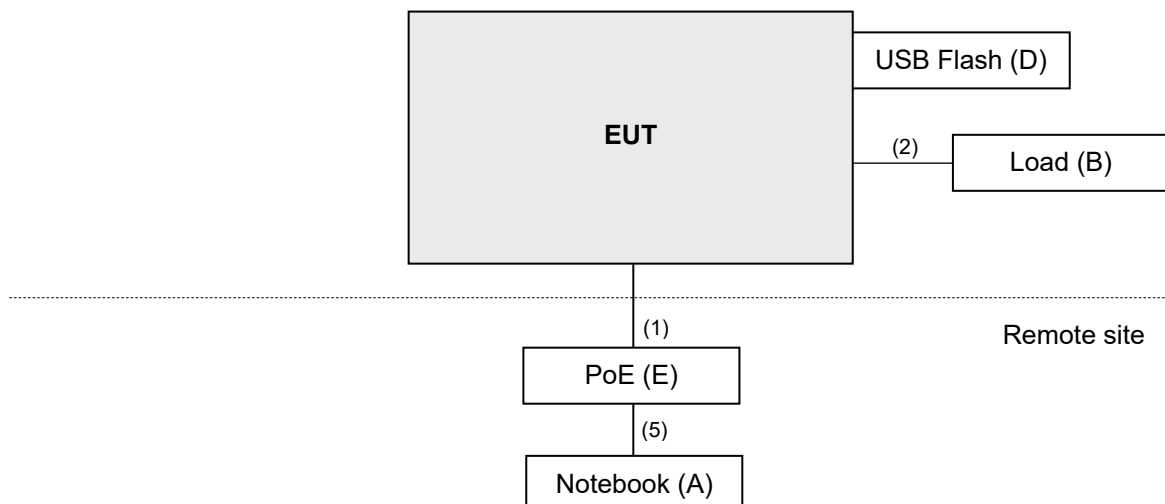 USB Flash (D)
EUT
(2)
Load (B)
Remote site
(1)
PoE (E)
(5)
Notebook (A)